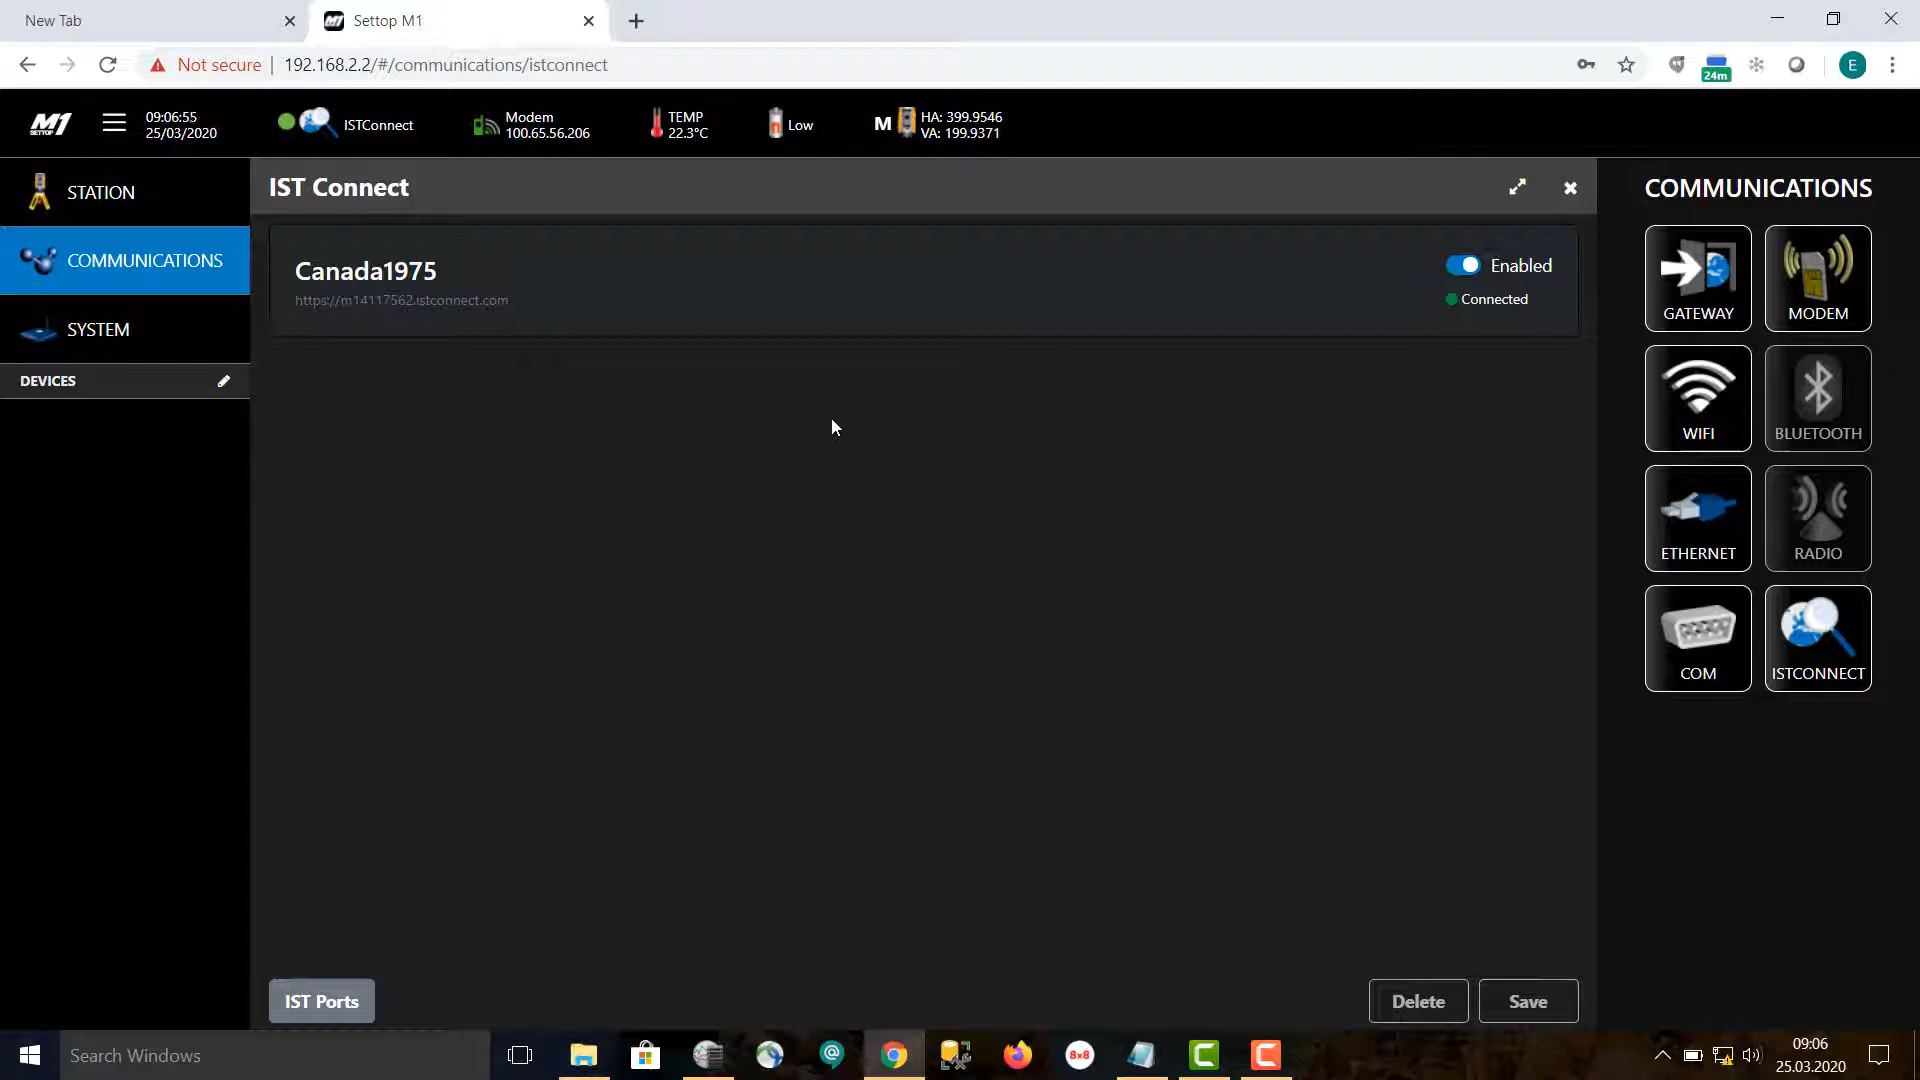 New Tab
Settop M1
Not secure | 192.168.2.2/#/communications/istconnect
24m
E
M1
SETTOP
09:06:55
25/03/2020
ISTConnect
Modem
100.65.56.206
TEMP
22.3°C
Low
M
HA: 399.9546
VA: 199.9371
STATION
COMMUNICATIONS
SYSTEM
DEVICES
IST Connect
Canada1975
https://m14117562.istconnect.com
Enabled
Connected
IST Ports
Delete
Save
COMMUNICATIONS
GATEWAY
MODEM
WIFI
BLUETOOTH
ETHERNET
RADIO
COM
ISTCONNECT
Search Windows
8x8
09:06
25.03.2020